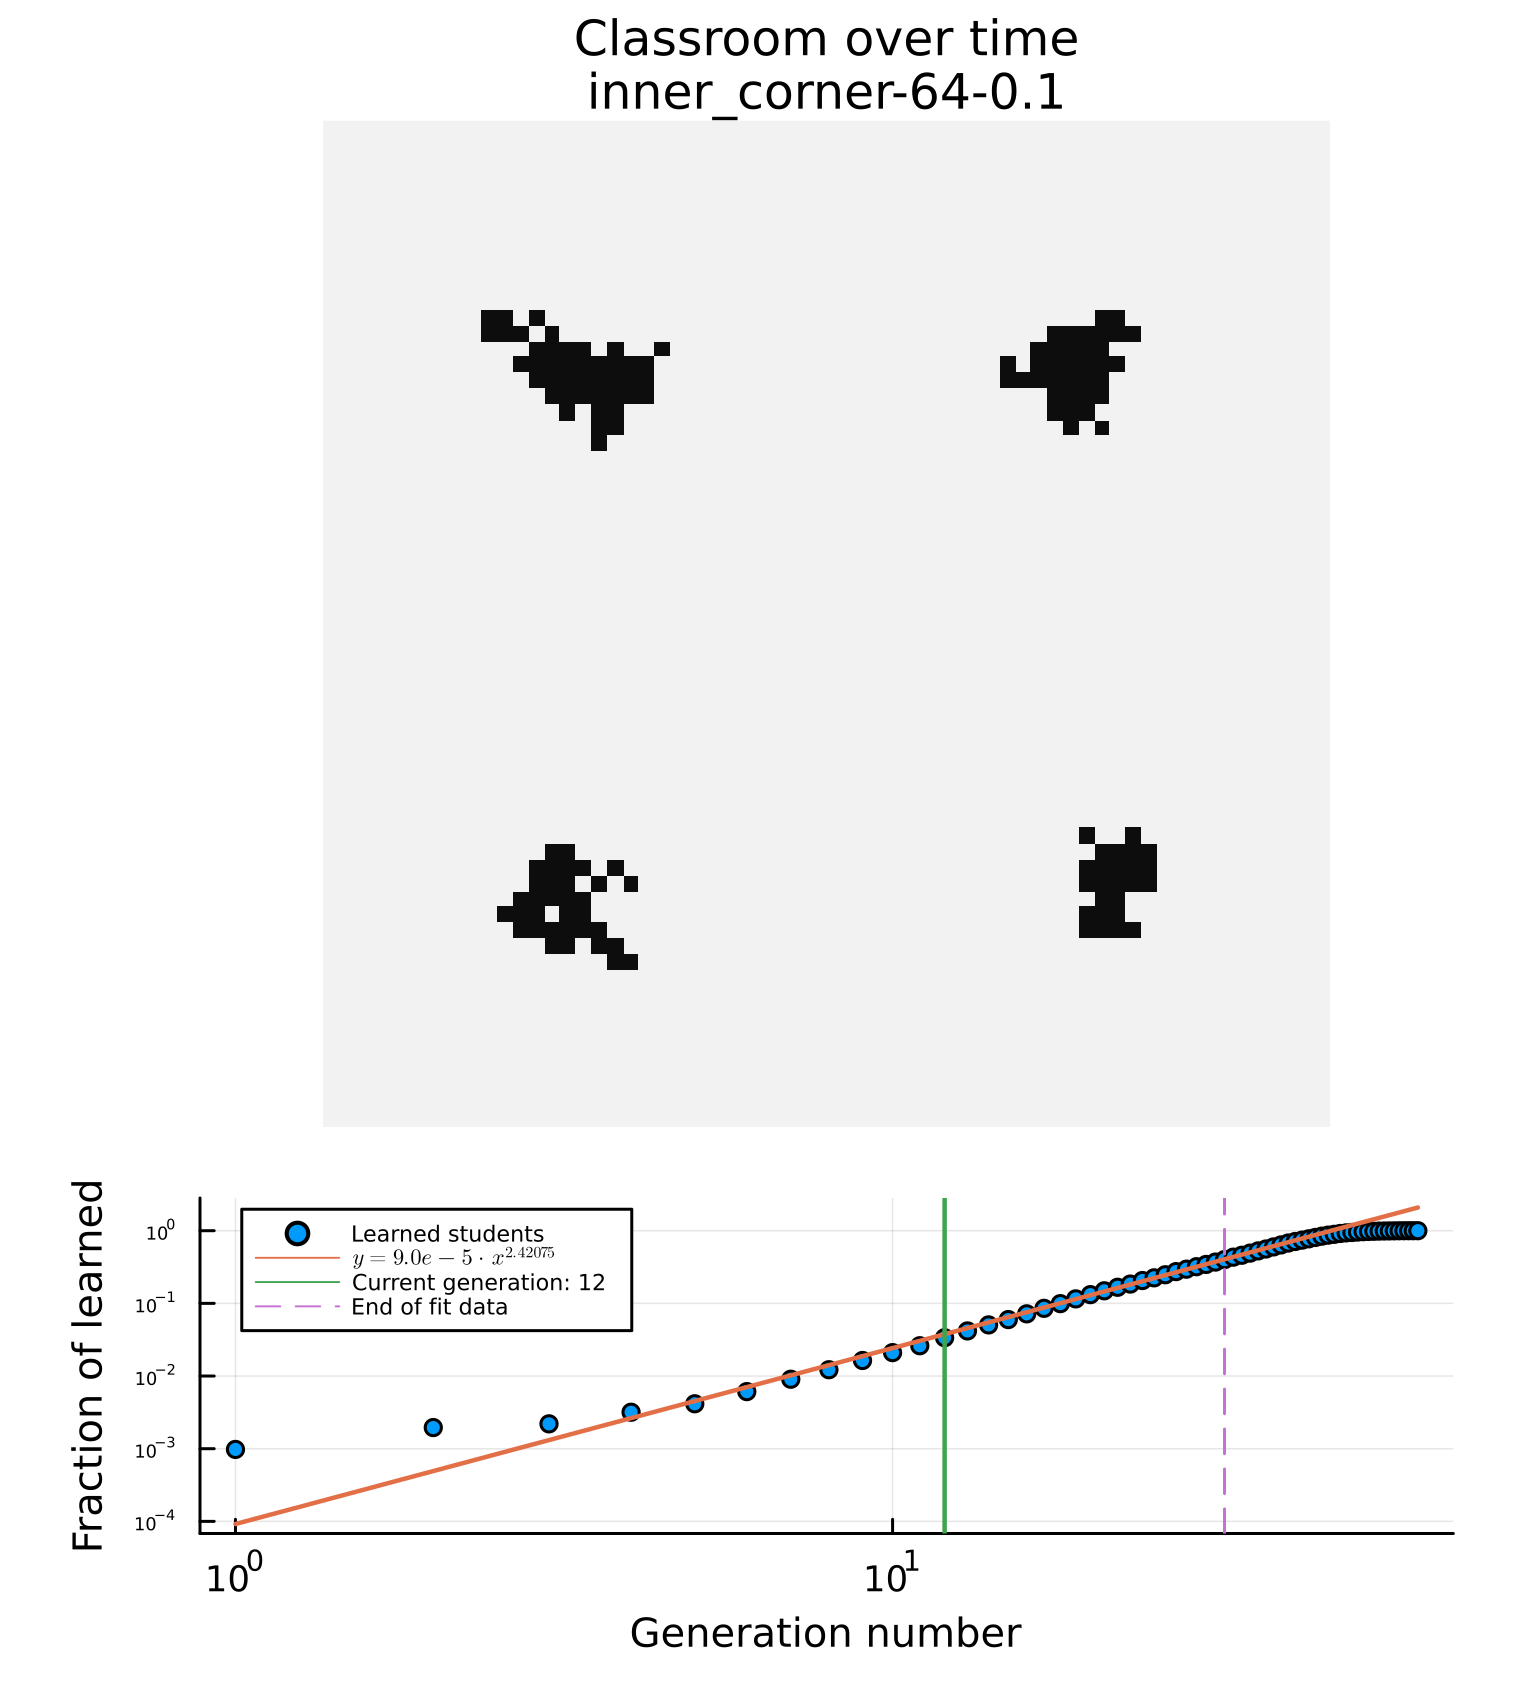 Classroom over time
inner_corner-64-0.1
Fraction of learned
10^0
10^-1
10^-2
10^-3
10^-4
Learned students
y = 9.0e − 5 · x^2.42075
Current generation: 12
End of fit data
10^0 10^1
Generation number